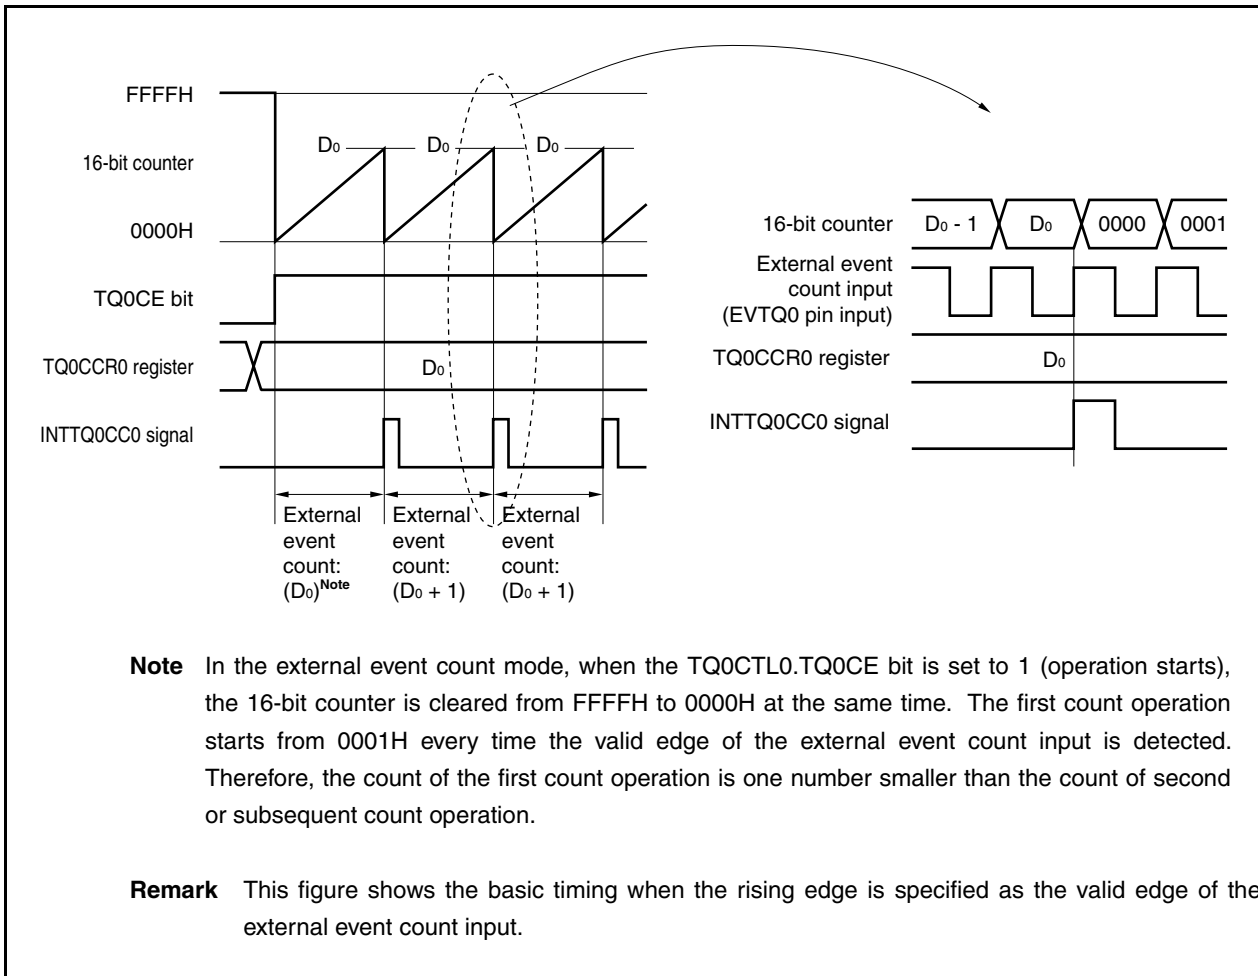 FFFFH
16-bit counter
0000H
D0 D0 D0
TQ0CE bit
TQ0CCR0 register
D0
INTTQ0CC0 signal
External event count: (D0)Note
External event count: (D0 + 1)
External event count: (D0 + 1)
16-bit counter
D0 - 1 D0 0000 0001
External event
count input
(EVTQ0 pin input)
TQ0CCR0 register
D0
INTTQ0CC0 signal
Note In the external event count mode, when the TQ0CTL0.TQ0CE bit is set to 1 (operation starts),
the 16-bit counter is cleared from FFFFH to 0000H at the same time. The first count operation
starts from 0001H every time the valid edge of the external event count input is detected.
Therefore, the count of the first count operation is one number smaller than the count of second
or subsequent count operation.
Remark This figure shows the basic timing when the rising edge is specified as the valid edge of the
external event count input.